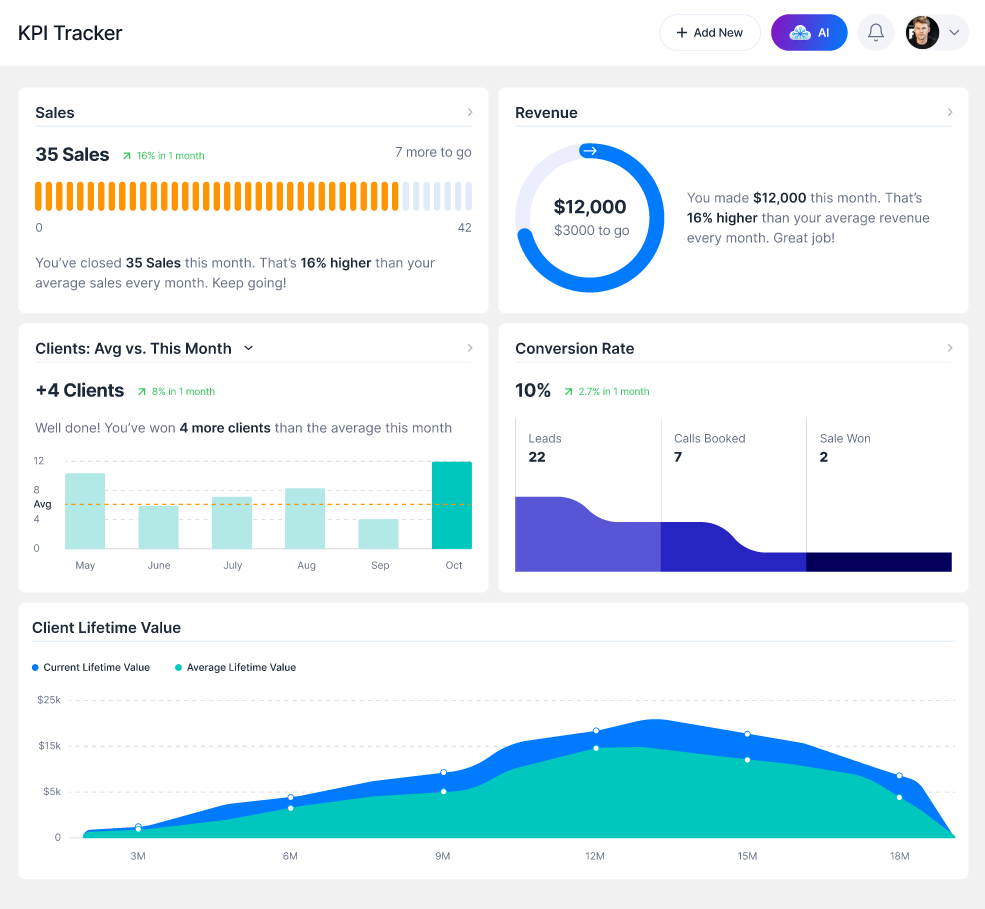 KPI Tracker
Add New
AI
Sales
35 Sales
16% in 1 month
7 more to go
0
42
You've closed 35 Sales this month. That's 16% higher than your
average sales every month. Keep going!
Revenue
$12,000
$3000 to go
You made $12,000 this month. That's
16% higher than your average revenue
every month. Great job!
Clients: Avg vs. This Month
+4 Clients
8% in 1 month
Well done! You've won 4 more clients than the average this month
12
8
Avg
4
0
May
June
July
Aug
Sep
Oct
Conversion Rate
10%
2.7% in 1 month
Leads
22
Calls Booked
7
Sale Won
2
Client Lifetime Value
Current Lifetime Value
Average Lifetime Value
$25k
$15k
$5k
0
3M
6M
9M
12M
15M
18M